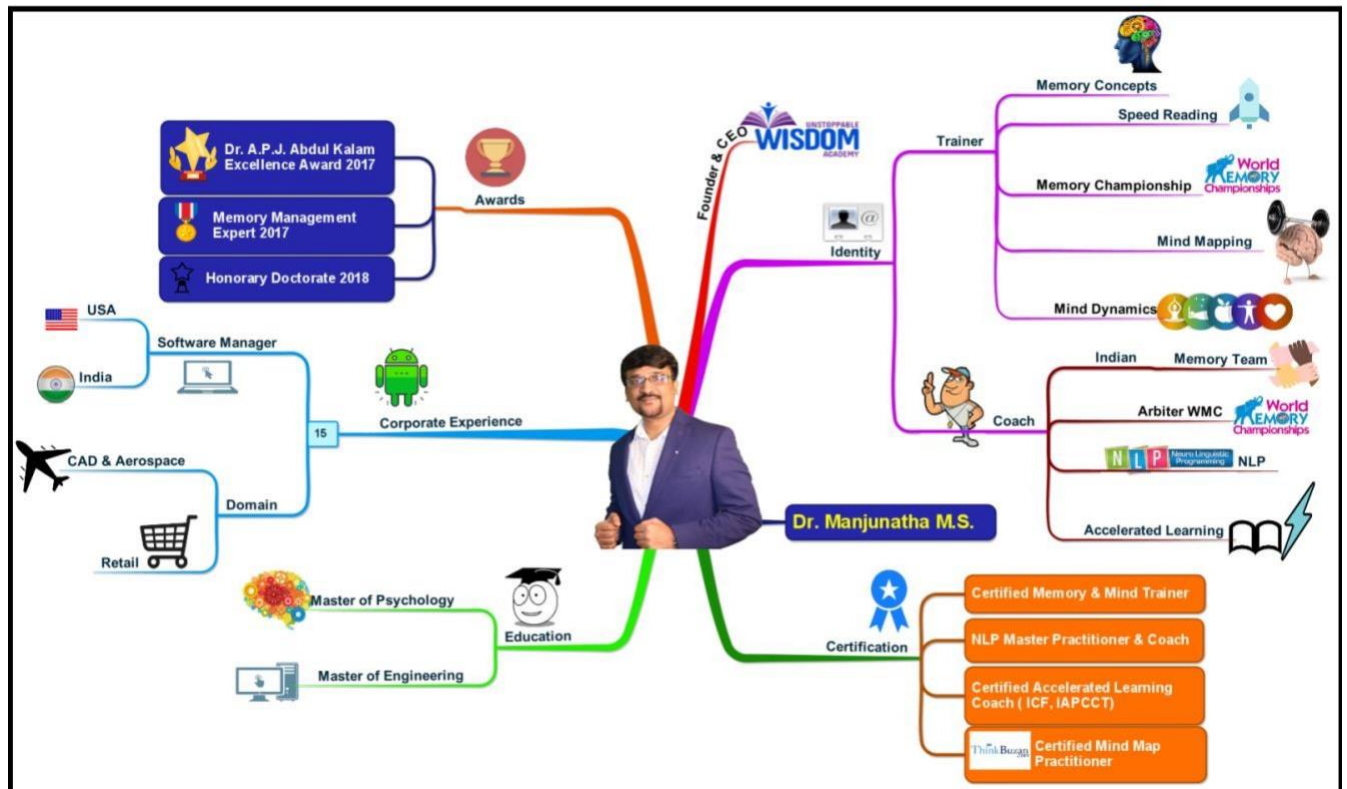 Founder & CEO
UNSTOPPABLE
WISDOM
ACADEMY
Identity
@
Trainer
Memory Concepts
Speed Reading
Memory Championship
World
MEMORY
Championships
Mind Mapping
Mind Dynamics
Coach
Indian
Memory Team
Arbiter WMC
World
MEMORY
Championships
N L P
Neuro Linguistic
Programming
NLP
Accelerated Learning
Dr. Manjunatha M.S.
Certification
Certified Memory & Mind Trainer
NLP Master Practitioner & Coach
Certified Accelerated Learning
Coach ( ICF, IAPCCT)
ThinkBuzan
Certified Mind Map
Practitioner
Education
Master of Psychology
Master of Engineering
Corporate Experience
15
Software Manager
USA
India
Domain
CAD & Aerospace
Retail
Awards
Dr. A.P.J. Abdul Kalam
Excellence Award 2017
Memory Management
Expert 2017
Honorary Doctorate 2018